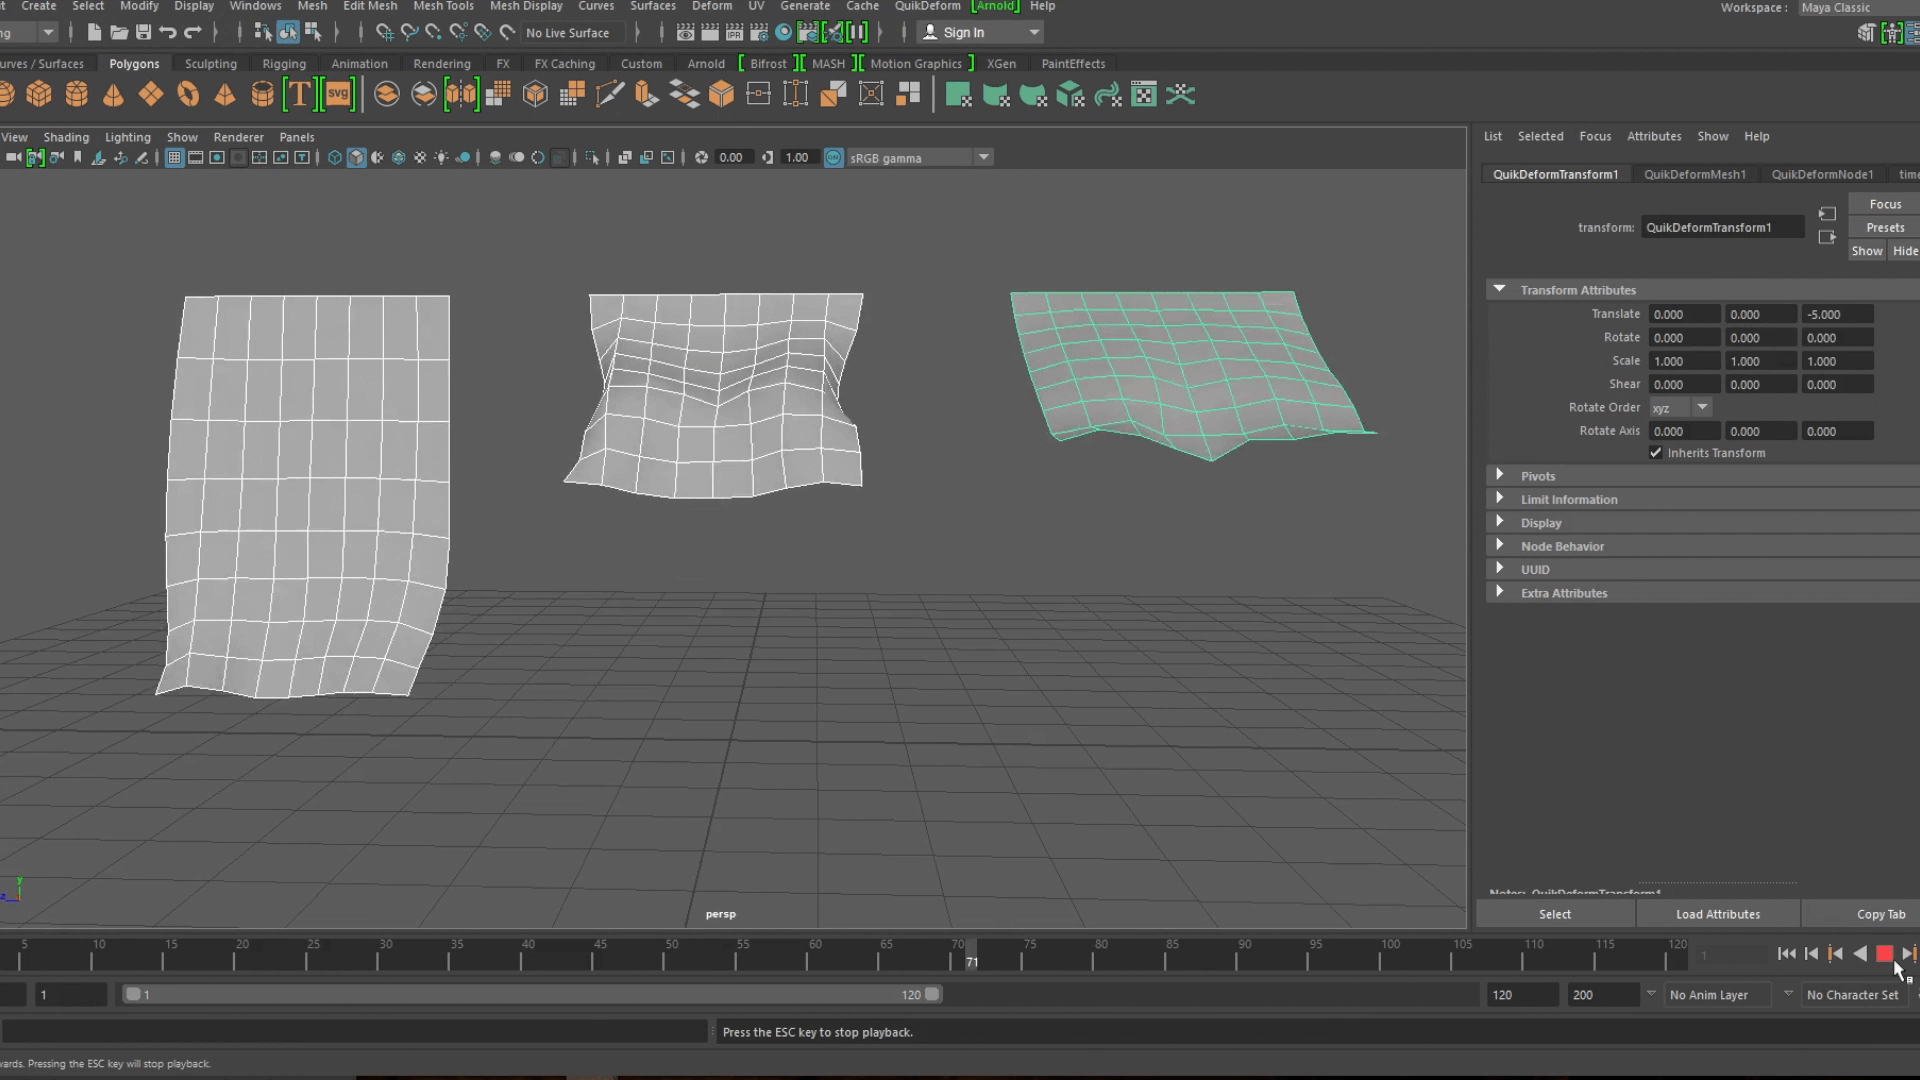 Create Select Modify Display Windows Mesh Edit Mesh Mesh Tools Mesh Display Curves Surfaces Deform UV Generate Cache QuikDeform [Arnold] Help
Workspace : Maya Classic
No Live Surface
Sign In
urves / Surfaces Polygons Sculpting Rigging Animation Rendering FX FX Caching Custom Arnold Bifrost MASH Motion Graphics XGen PaintEffects
T svg
View Shading Lighting Show Renderer Panels
0.00 1.00 ON sRGB gamma
List Selected Focus Attributes Show Help
QuikDeformTransform1 QuikDeformMesh1 QuikDeformNode1 time
transform: QuikDeformTransform1
Focus
Presets
Show Hide
Transform Attributes
Translate 0.000 0.000 -5.000
Rotate 0.000 0.000 0.000
Scale 1.000 1.000 1.000
Shear 0.000 0.000 0.000
Rotate Order xyz
Rotate Axis 0.000 0.000 0.000
Inherits Transform
Pivots
Limit Information
Display
Node Behavior
UUID
Extra Attributes
Notes: QuikDeformTransform1
Select Load Attributes Copy Tab
y
z
persp
5 10 15 20 25 30 35 40 45 50 55 60 65 70 75 80 85 90 95 100 105 110 115 120
71
1
1 1 120 120 200 No Anim Layer No Character Set
Press the ESC key to stop playback.
wards. Pressing the ESC key will stop playback.